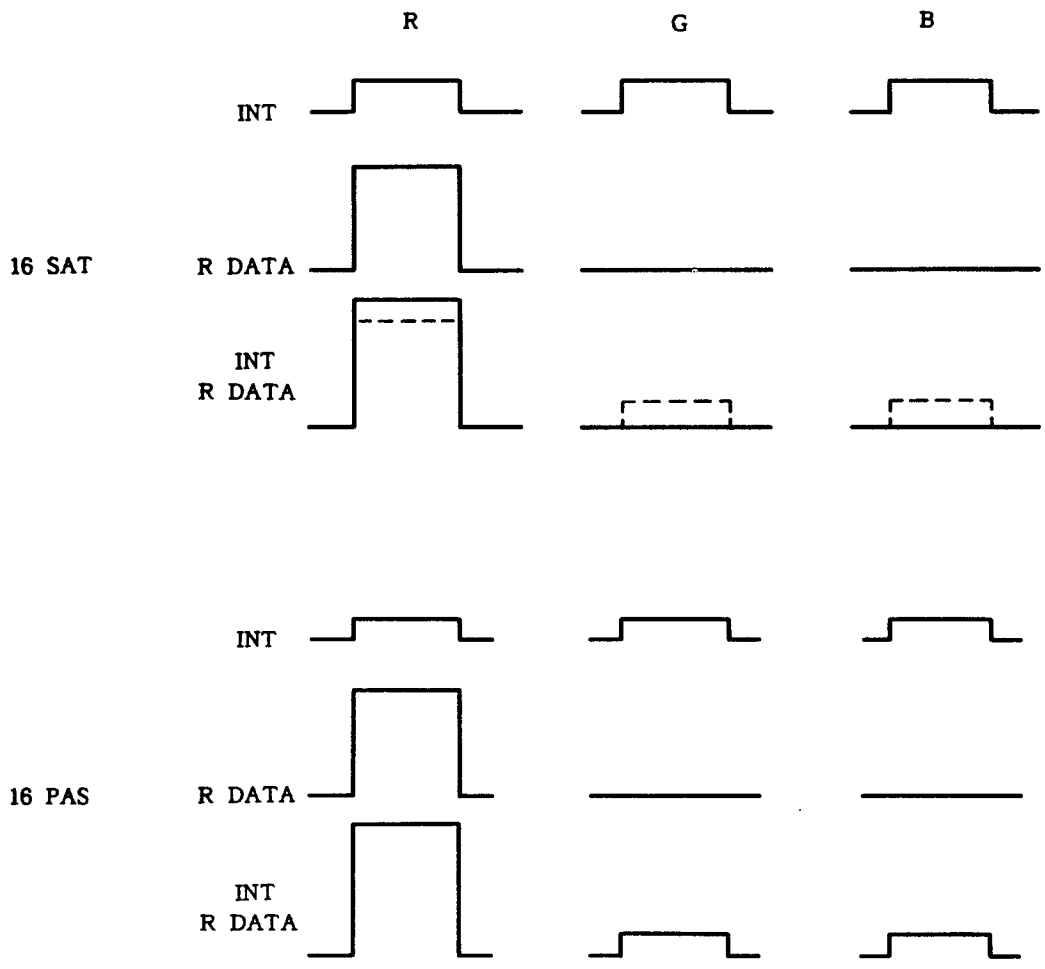 R G B
INT
16 SAT R DATA
INT
R DATA
INT
16 PAS R DATA
INT
R DATA